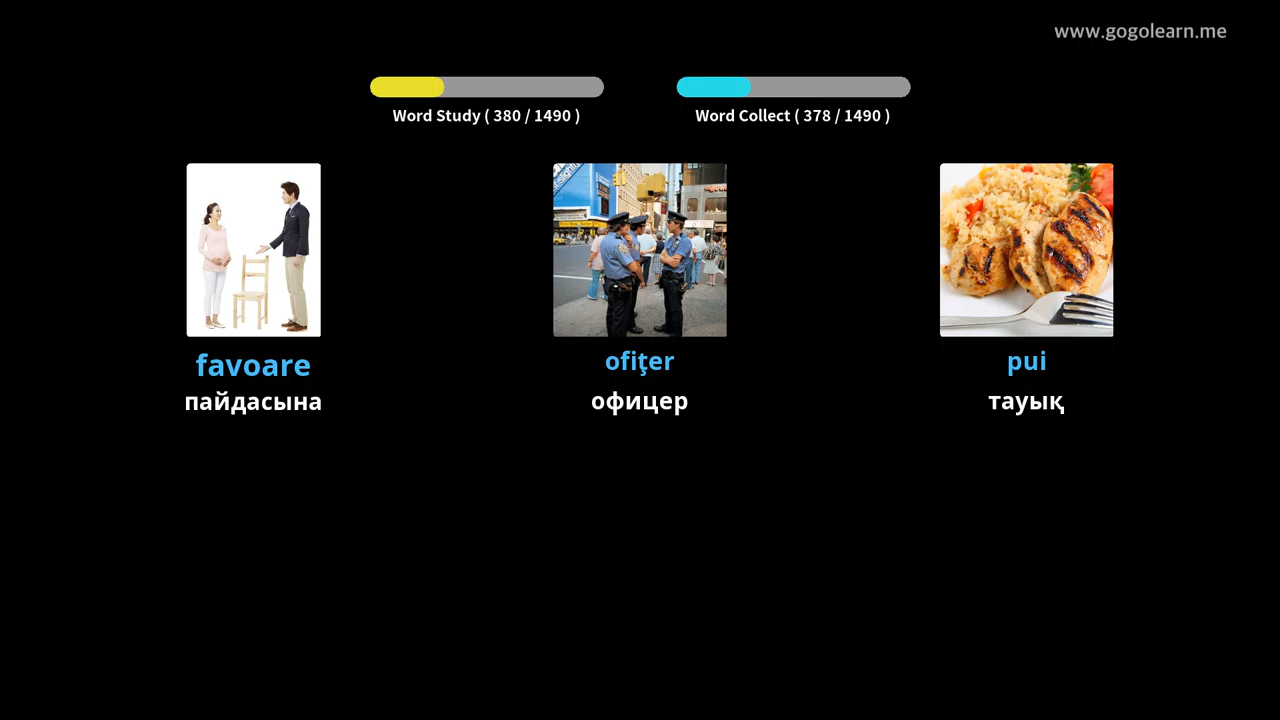 www.gogolearn.me
Word Study ( 380 / 1490 )
Word Collect ( 378 / 1490 )
favoare
ofiţer
pui
пайдасына
офицер
тауық